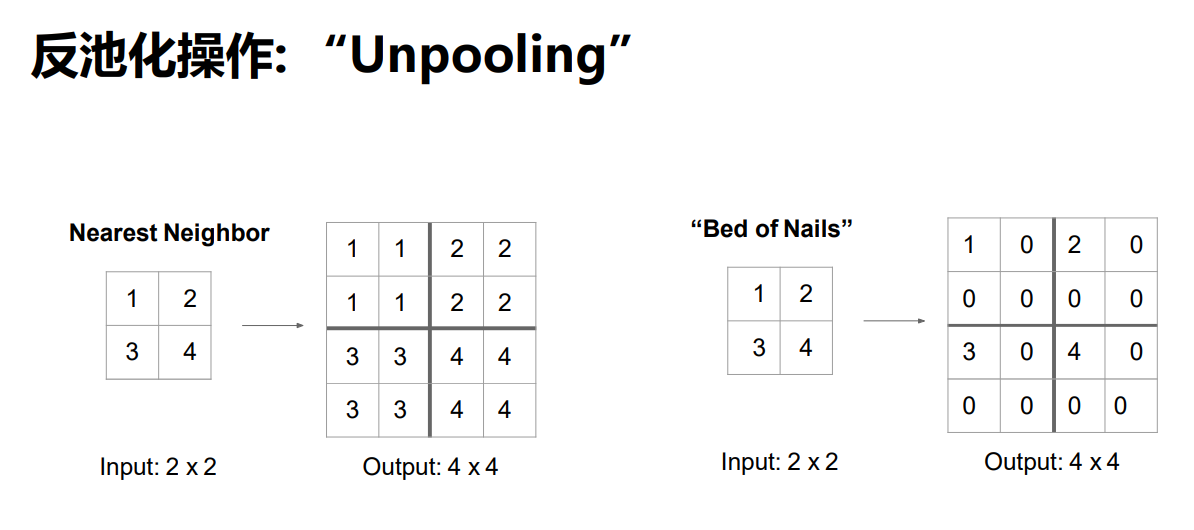 反池化操作: “Unpooling”
Nearest Neighbor
1 2
3 4
Input: 2 x 2
1 1 2 2
1 1 2 2
3 3 4 4
3 3 4 4
Output: 4 x 4
“Bed of Nails”
1 2
3 4
Input: 2 x 2
1 0 2 0
0 0 0 0
3 0 4 0
0 0 0 0
Output: 4 x 4